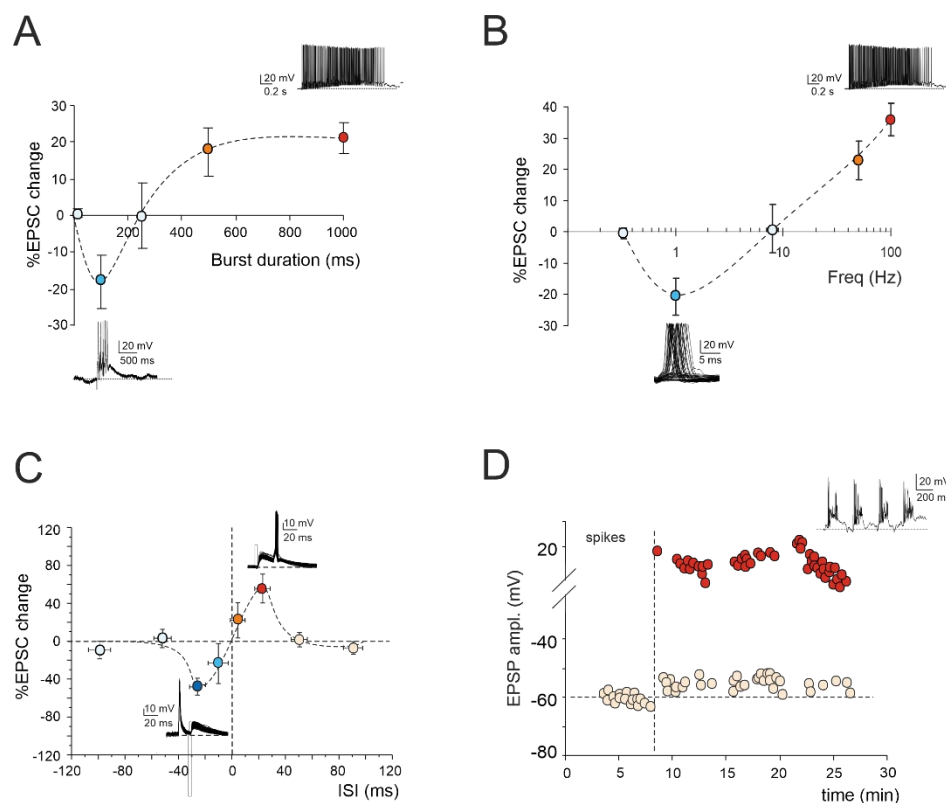 A
20 mV
0.2 s
30
20
10
0
-10
-20
-30
200 400 600 800 1000
%EPSC change
Burst duration (ms)
20 mV
500 ms
B
20 mV
0.2 s
40
30
20
10
0
-10
-20
-30
1 10 100
%EPSC change
Freq (Hz)
20 mV
5 ms
C
120
80
40
0
-40
-80
-120
-120 -80 -40 0 40 80 120
%EPSC change
ISI (ms)
10 mV
20 ms
10 mV
20 ms
D
20 mV
200 ms
spikes
20
-40
-60
-80
0 5 10 15 20 25 30
EPSP ampl. (mV)
time (min)